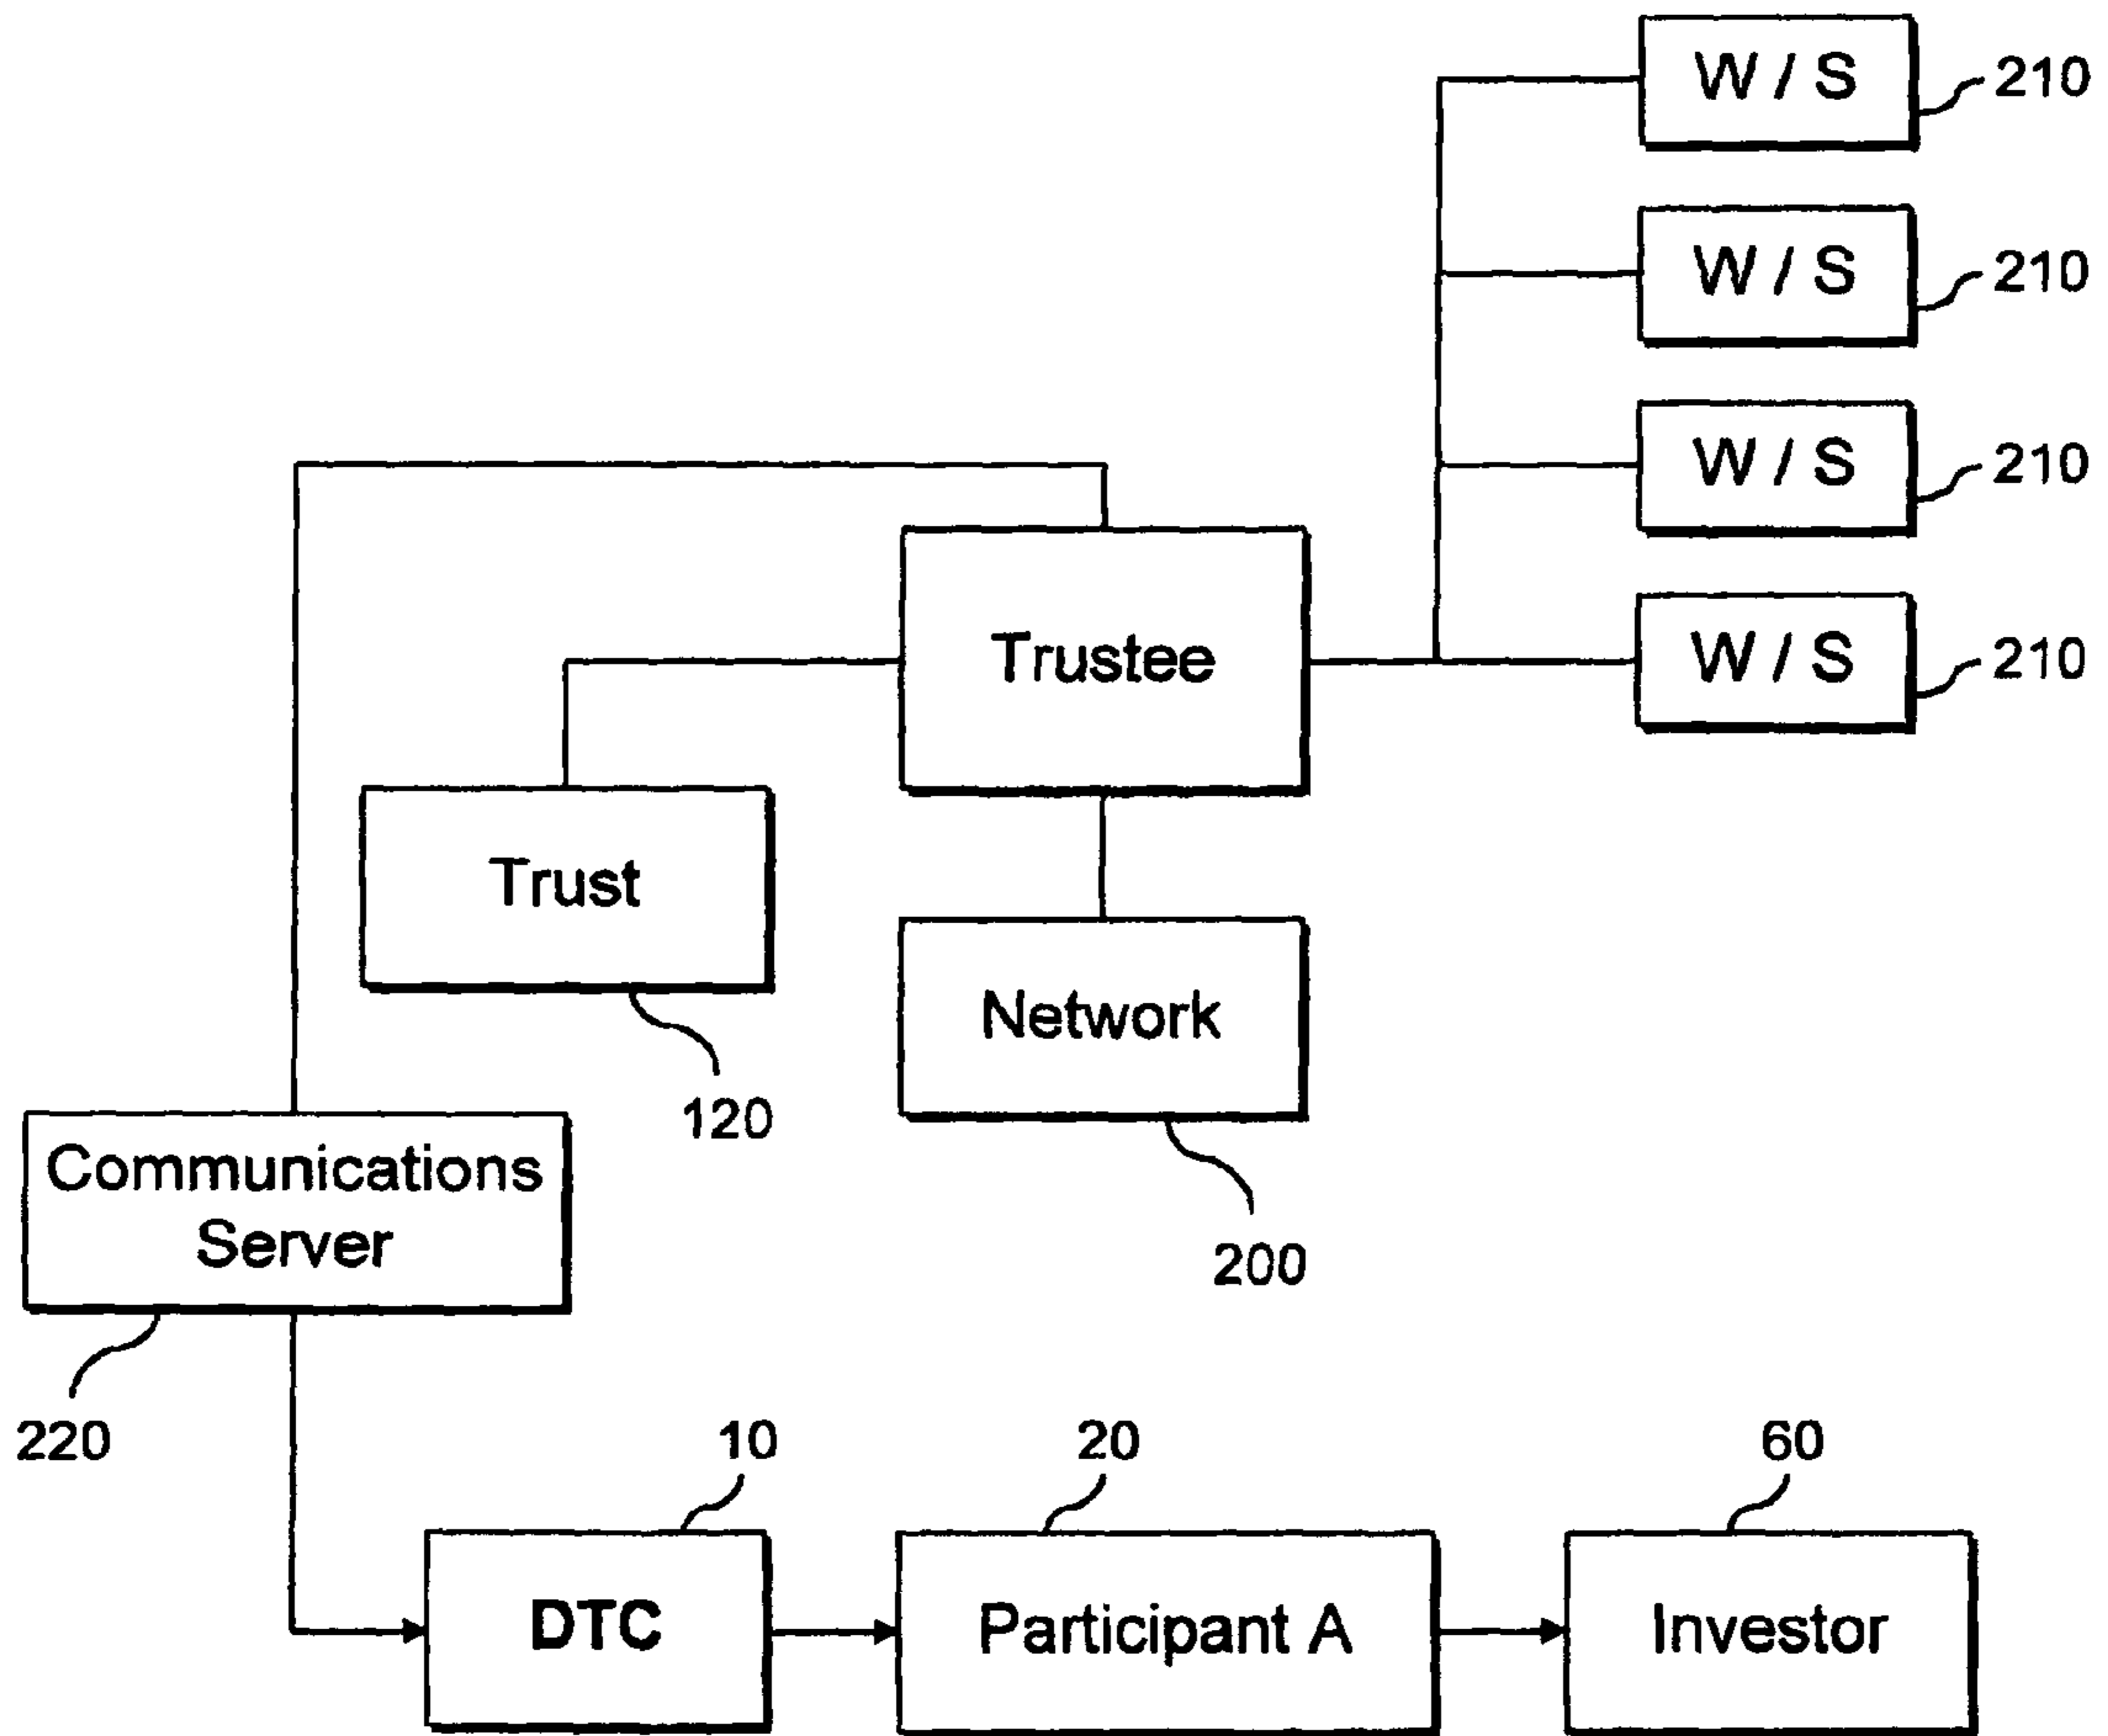 W / S
210
W / S
210
W / S
210
Trustee
W / S
210
Trust
Network
120
Communications
Server
200
220
10
20
60
DTC
Participant A
Investor